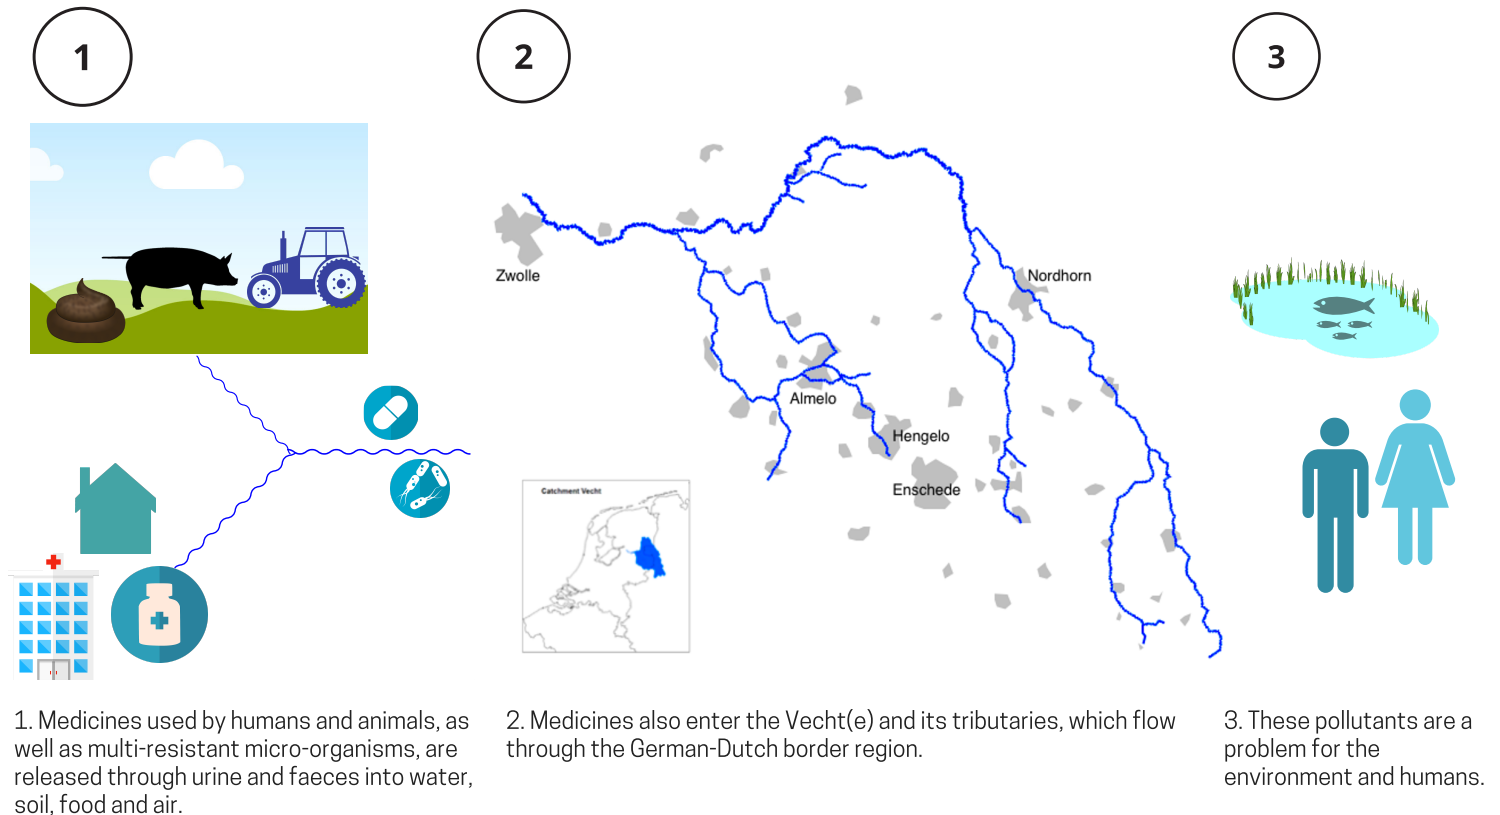 1
2
3
Zwolle
Nordhorn
Almelo
Hengelo
Enschede
Catchment Vecht
1. Medicines used by humans and animals, as
well as multi-resistant micro-organisms, are
released through urine and faeces into water,
soil, food and air.
2. Medicines also enter the Vecht(e) and its tributaries, which flow
through the German-Dutch border region.
3. These pollutants are a
problem for the
environment and humans.